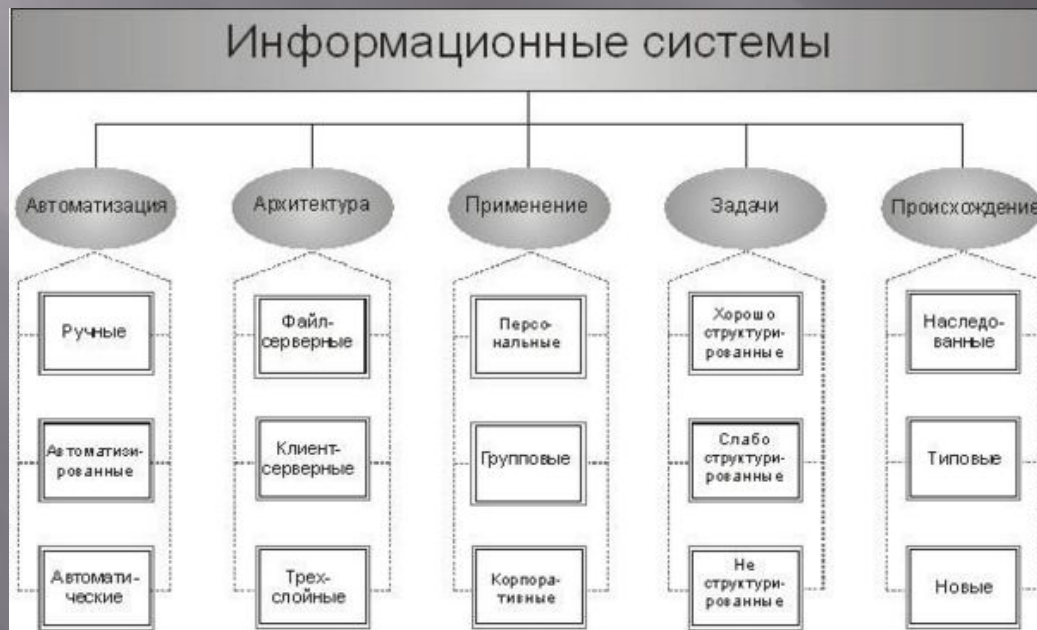 Информационные системы
Автоматизация
Архитектура
Применение
Задачи
Происхождение
Ручные
Файл-
серверные
Персо-
нальные
Хорошо
структури-
рованные
Наследо-
ванные
Автоматизи-
рованные
Клиент-
серверные
Групповые
Слабо
структури-
рованные
Типовые
Автомати-
ческие
Трех-
слойные
Корпора-
тивные
Не
структури-
рованные
Новые